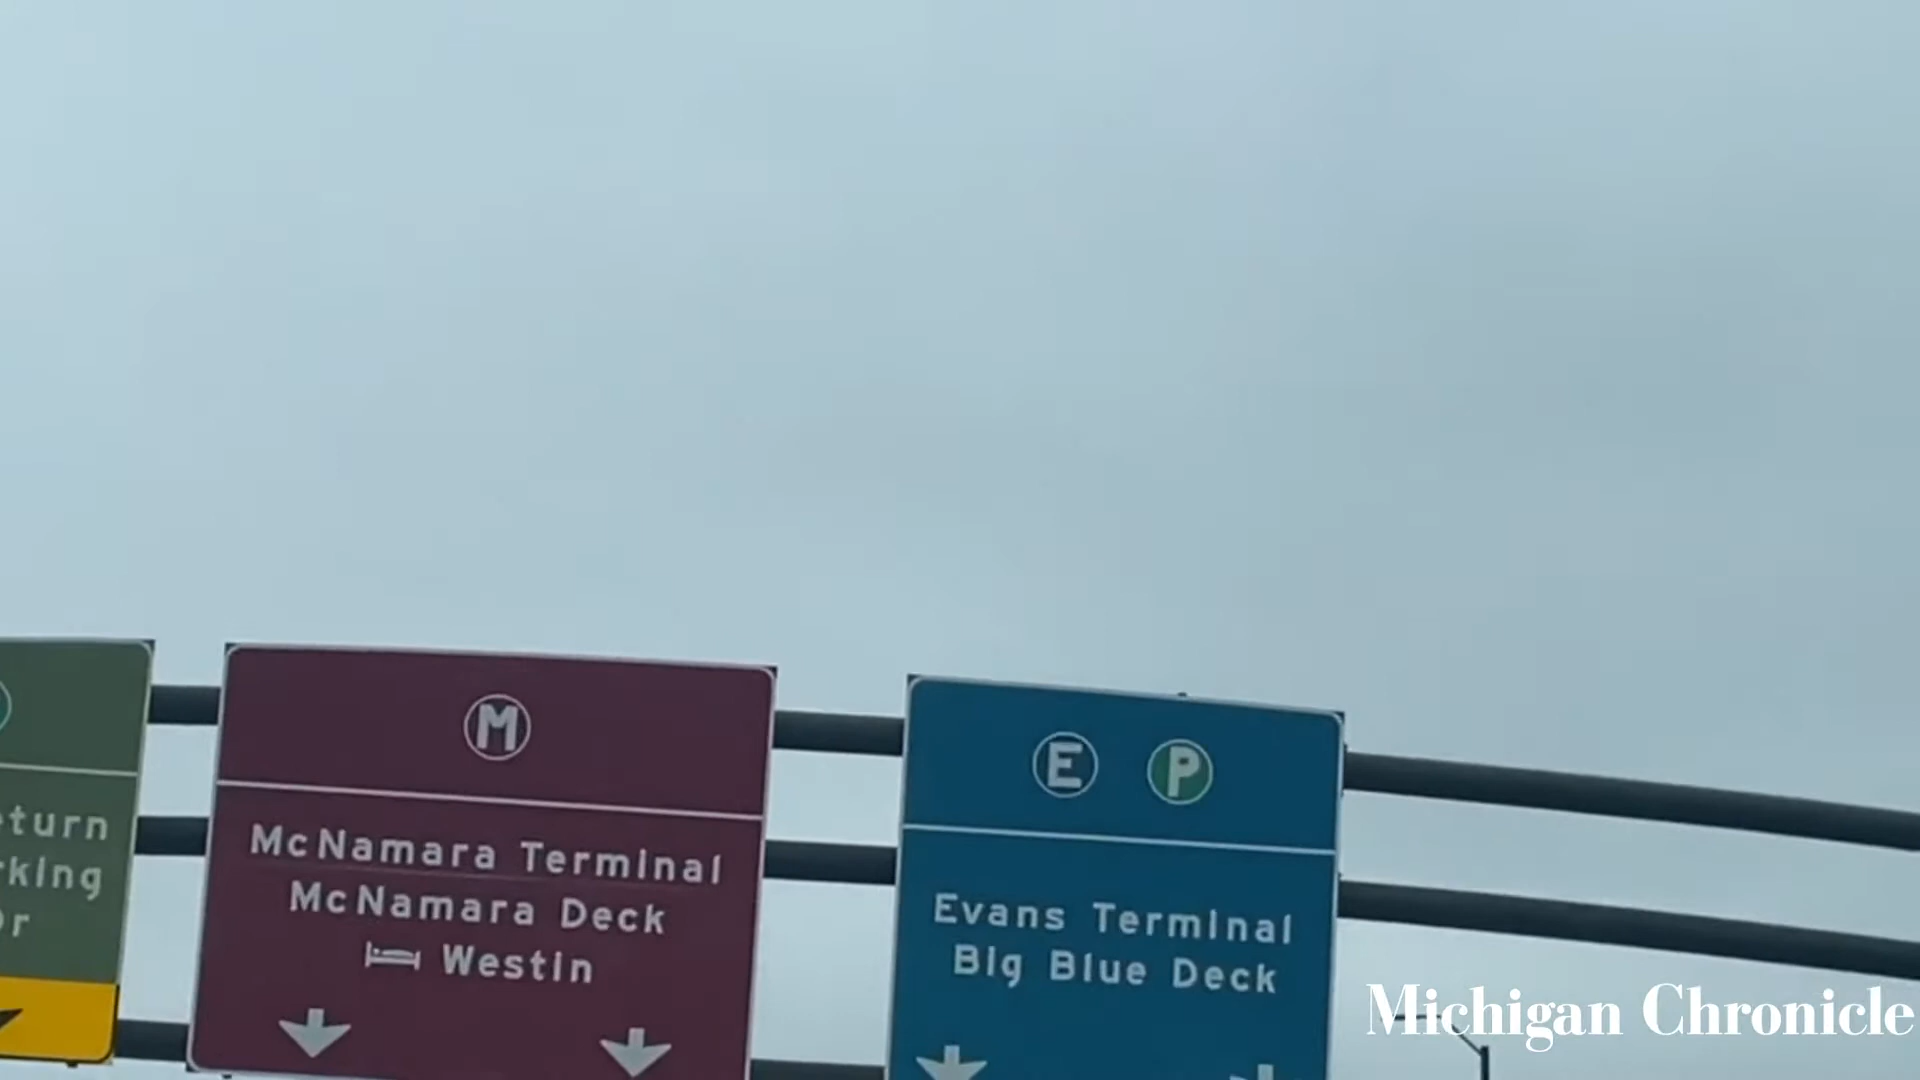 M
McNamara Terminal
McNamara Deck
Westin
E P
Evans Terminal
Big Blue Deck
Michigan Chronicle